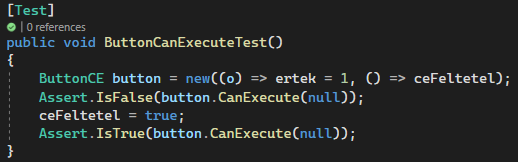 [Test]
| 0 references
public void ButtonCanExecuteTest()
{
ButtonCE button = new((o) => ertek = 1, () => ceFeltetel);
Assert.IsFalse(button.CanExecute(null));
ceFeltetel = true;
Assert.IsTrue(button.CanExecute(null));
}